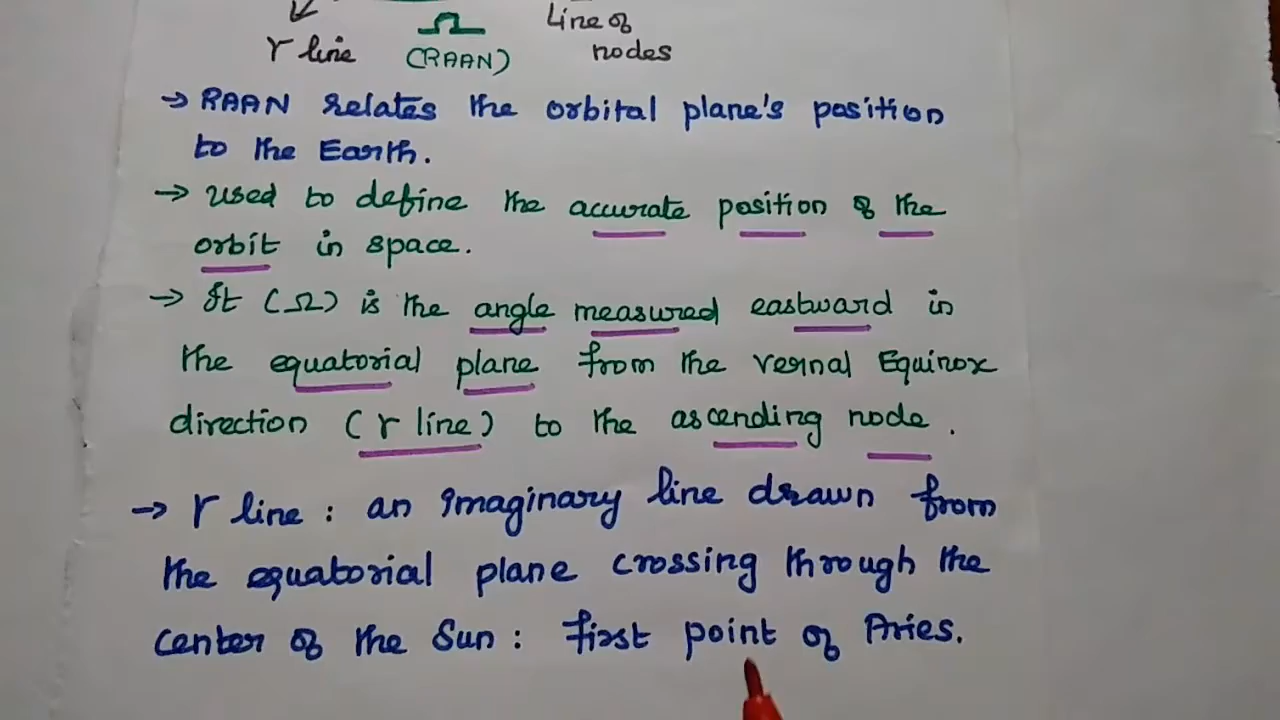 ♈ line
Ω
(RAAN)
Line of
nodes
→ RAAN relates the orbital plane's position
to the Earth.
→ used to define the accurate position of the
orbit in space.
→ It (Ω) is the angle measured eastward in
the equatorial plane from the vernal Equinox
direction (♈ line) to the ascending node.
→ ♈ line: an imaginary line drawn from
the equatorial plane crossing through the
center of the Sun: first point of Aries.